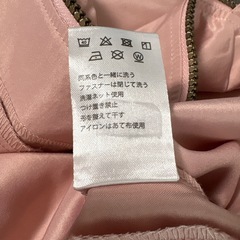 同系色と一緒に洗う
ファスナーは閉じて洗う
洗濯ネット使用
つけ置き禁止
形を整えて干す
アイロンはあて布使用